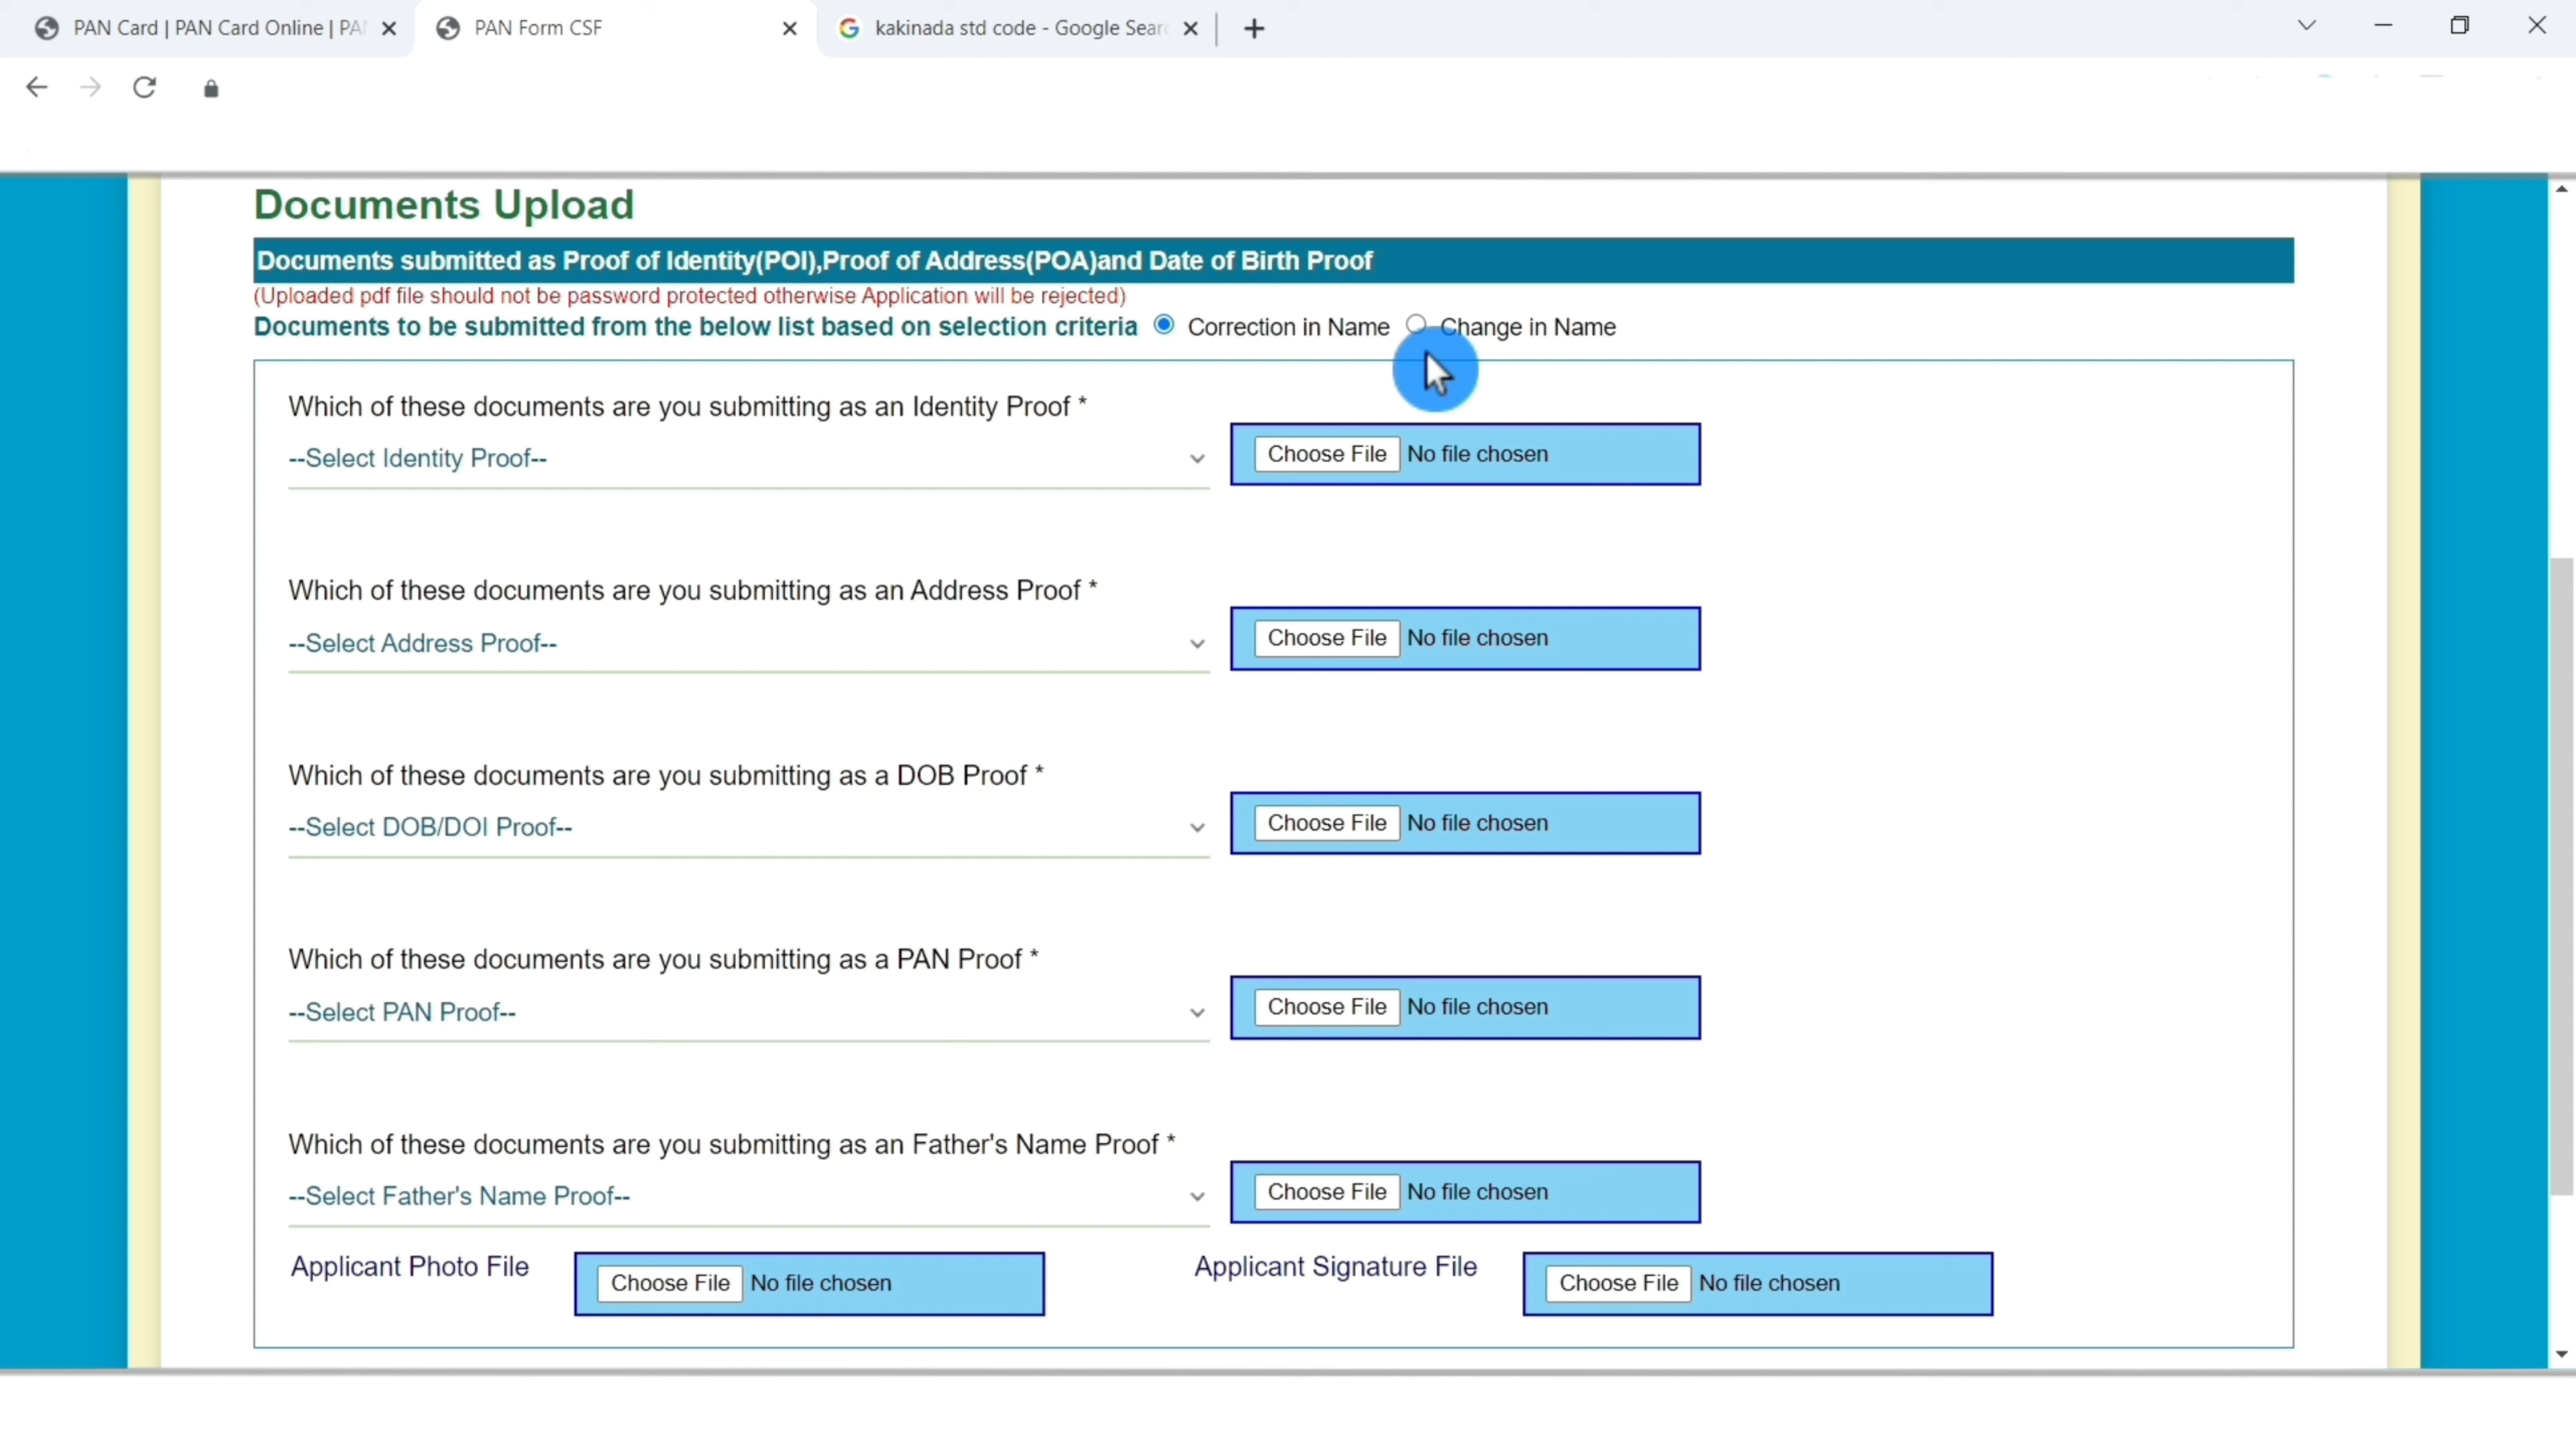 PAN Card | PAN Card Online | PAN
PAN Form CSF
kakinada std code - Google Sear
Documents Upload
Documents submitted as Proof of Identity(POI),Proof of Address(POA)and Date of Birth Proof
(Uploaded pdf file should not be password protected otherwise Application will be rejected)
Documents to be submitted from the below list based on selection criteria Correction in Name Change in Name
Which of these documents are you submitting as an Identity Proof *
--Select Identity Proof-- Choose File No file chosen
Which of these documents are you submitting as an Address Proof *
--Select Address Proof-- Choose File No file chosen
Which of these documents are you submitting as a DOB Proof *
--Select DOB/DOI Proof-- Choose File No file chosen
Which of these documents are you submitting as a PAN Proof *
--Select PAN Proof-- Choose File No file chosen
Which of these documents are you submitting as an Father's Name Proof *
--Select Father's Name Proof-- Choose File No file chosen
Applicant Photo File Choose File No file chosen Applicant Signature File Choose File No file chosen